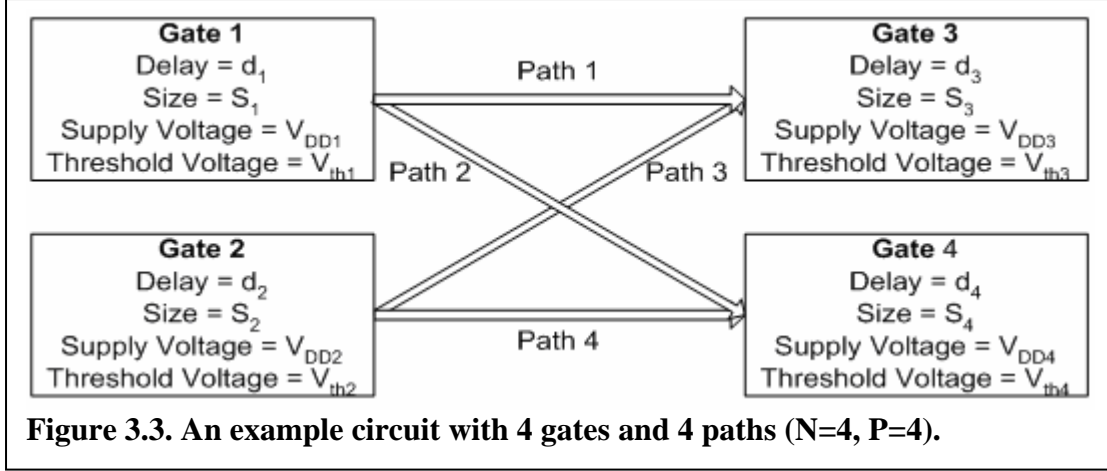 Gate 1
Delay = d1
Size = S1
Supply Voltage = VDD1
Threshold Voltage = Vth1
Path 1
Gate 3
Delay = d3
Size = S3
Supply Voltage = VDD3
Threshold Voltage = Vth3
Path 2
Path 3
Gate 2
Delay = d2
Size = S2
Supply Voltage = VDD2
Threshold Voltage = Vth2
Path 4
Gate 4
Delay = d4
Size = S4
Supply Voltage = VDD4
Threshold Voltage = Vth4
Figure 3.3. An example circuit with 4 gates and 4 paths (N=4, P=4).